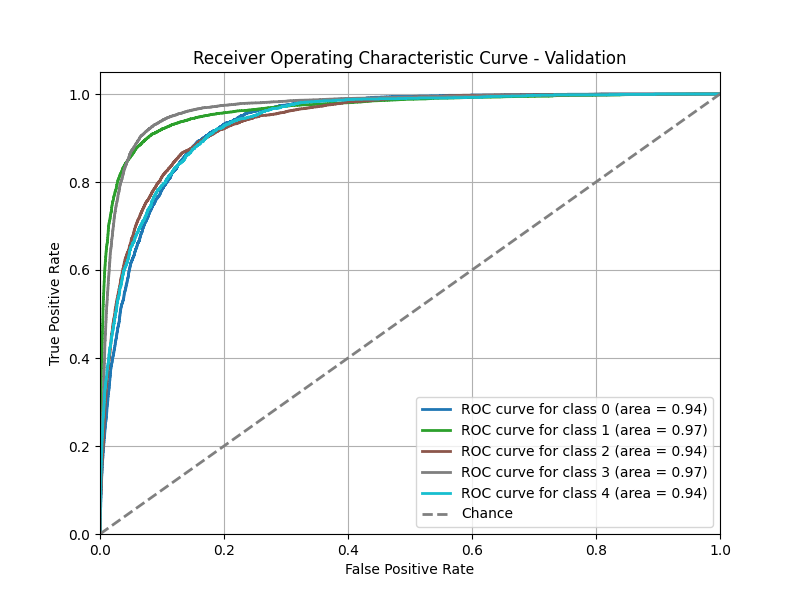 Receiver Operating Characteristic Curve - Validation
True Positive Rate
1.0
0.8
0.6
0.4
0.2
0.0
ROC curve for class 0 (area = 0.94)
ROC curve for class 1 (area = 0.97)
ROC curve for class 2 (area = 0.94)
ROC curve for class 3 (area = 0.97)
ROC curve for class 4 (area = 0.94)
Chance
0.0 0.2 0.4 0.6 0.8 1.0
False Positive Rate